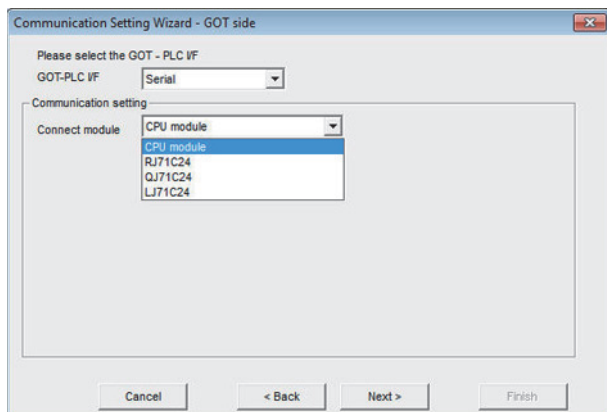 Communication Setting Wizard - GOT side
Please select the GOT - PLC I/F
GOT-PLC I/F Serial
Communication setting
Connect module CPU module
CPU module
RJ71C24
QJ71C24
LJ71C24
Cancel < Back Next > Finish